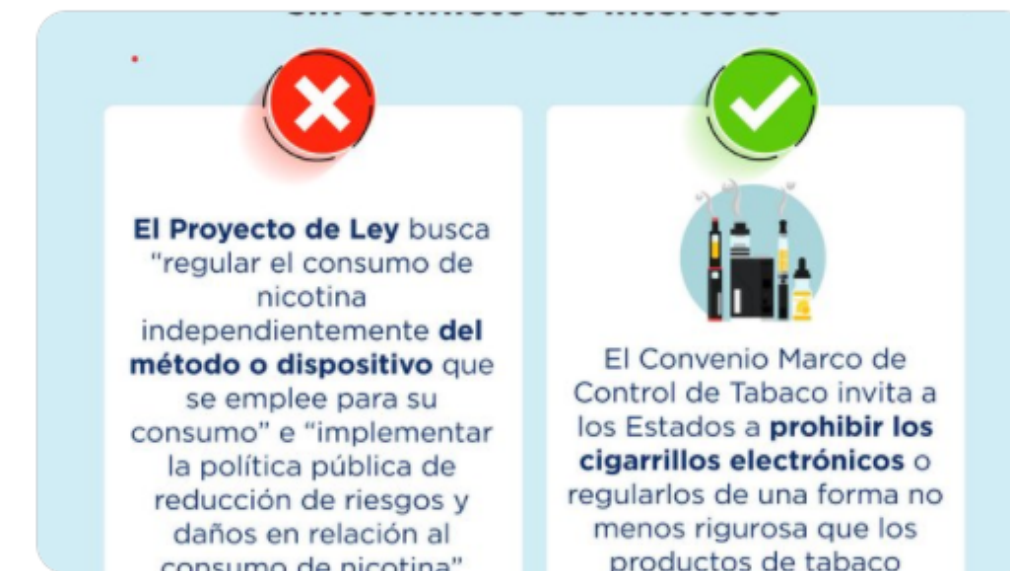 El Proyecto de Ley busca
“regular el consumo de
nicotina
independientemente del
método o dispositivo que
se emplee para su
consumo” e “implementar
la política pública de
reducción de riesgos y
daños en relación al
consumo de nicotina”
El Convenio Marco de
Control de Tabaco invita a
los Estados a prohibir los
cigarrillos electrónicos o
regularlos de una forma no
menos rigurosa que los
productos de tabaco